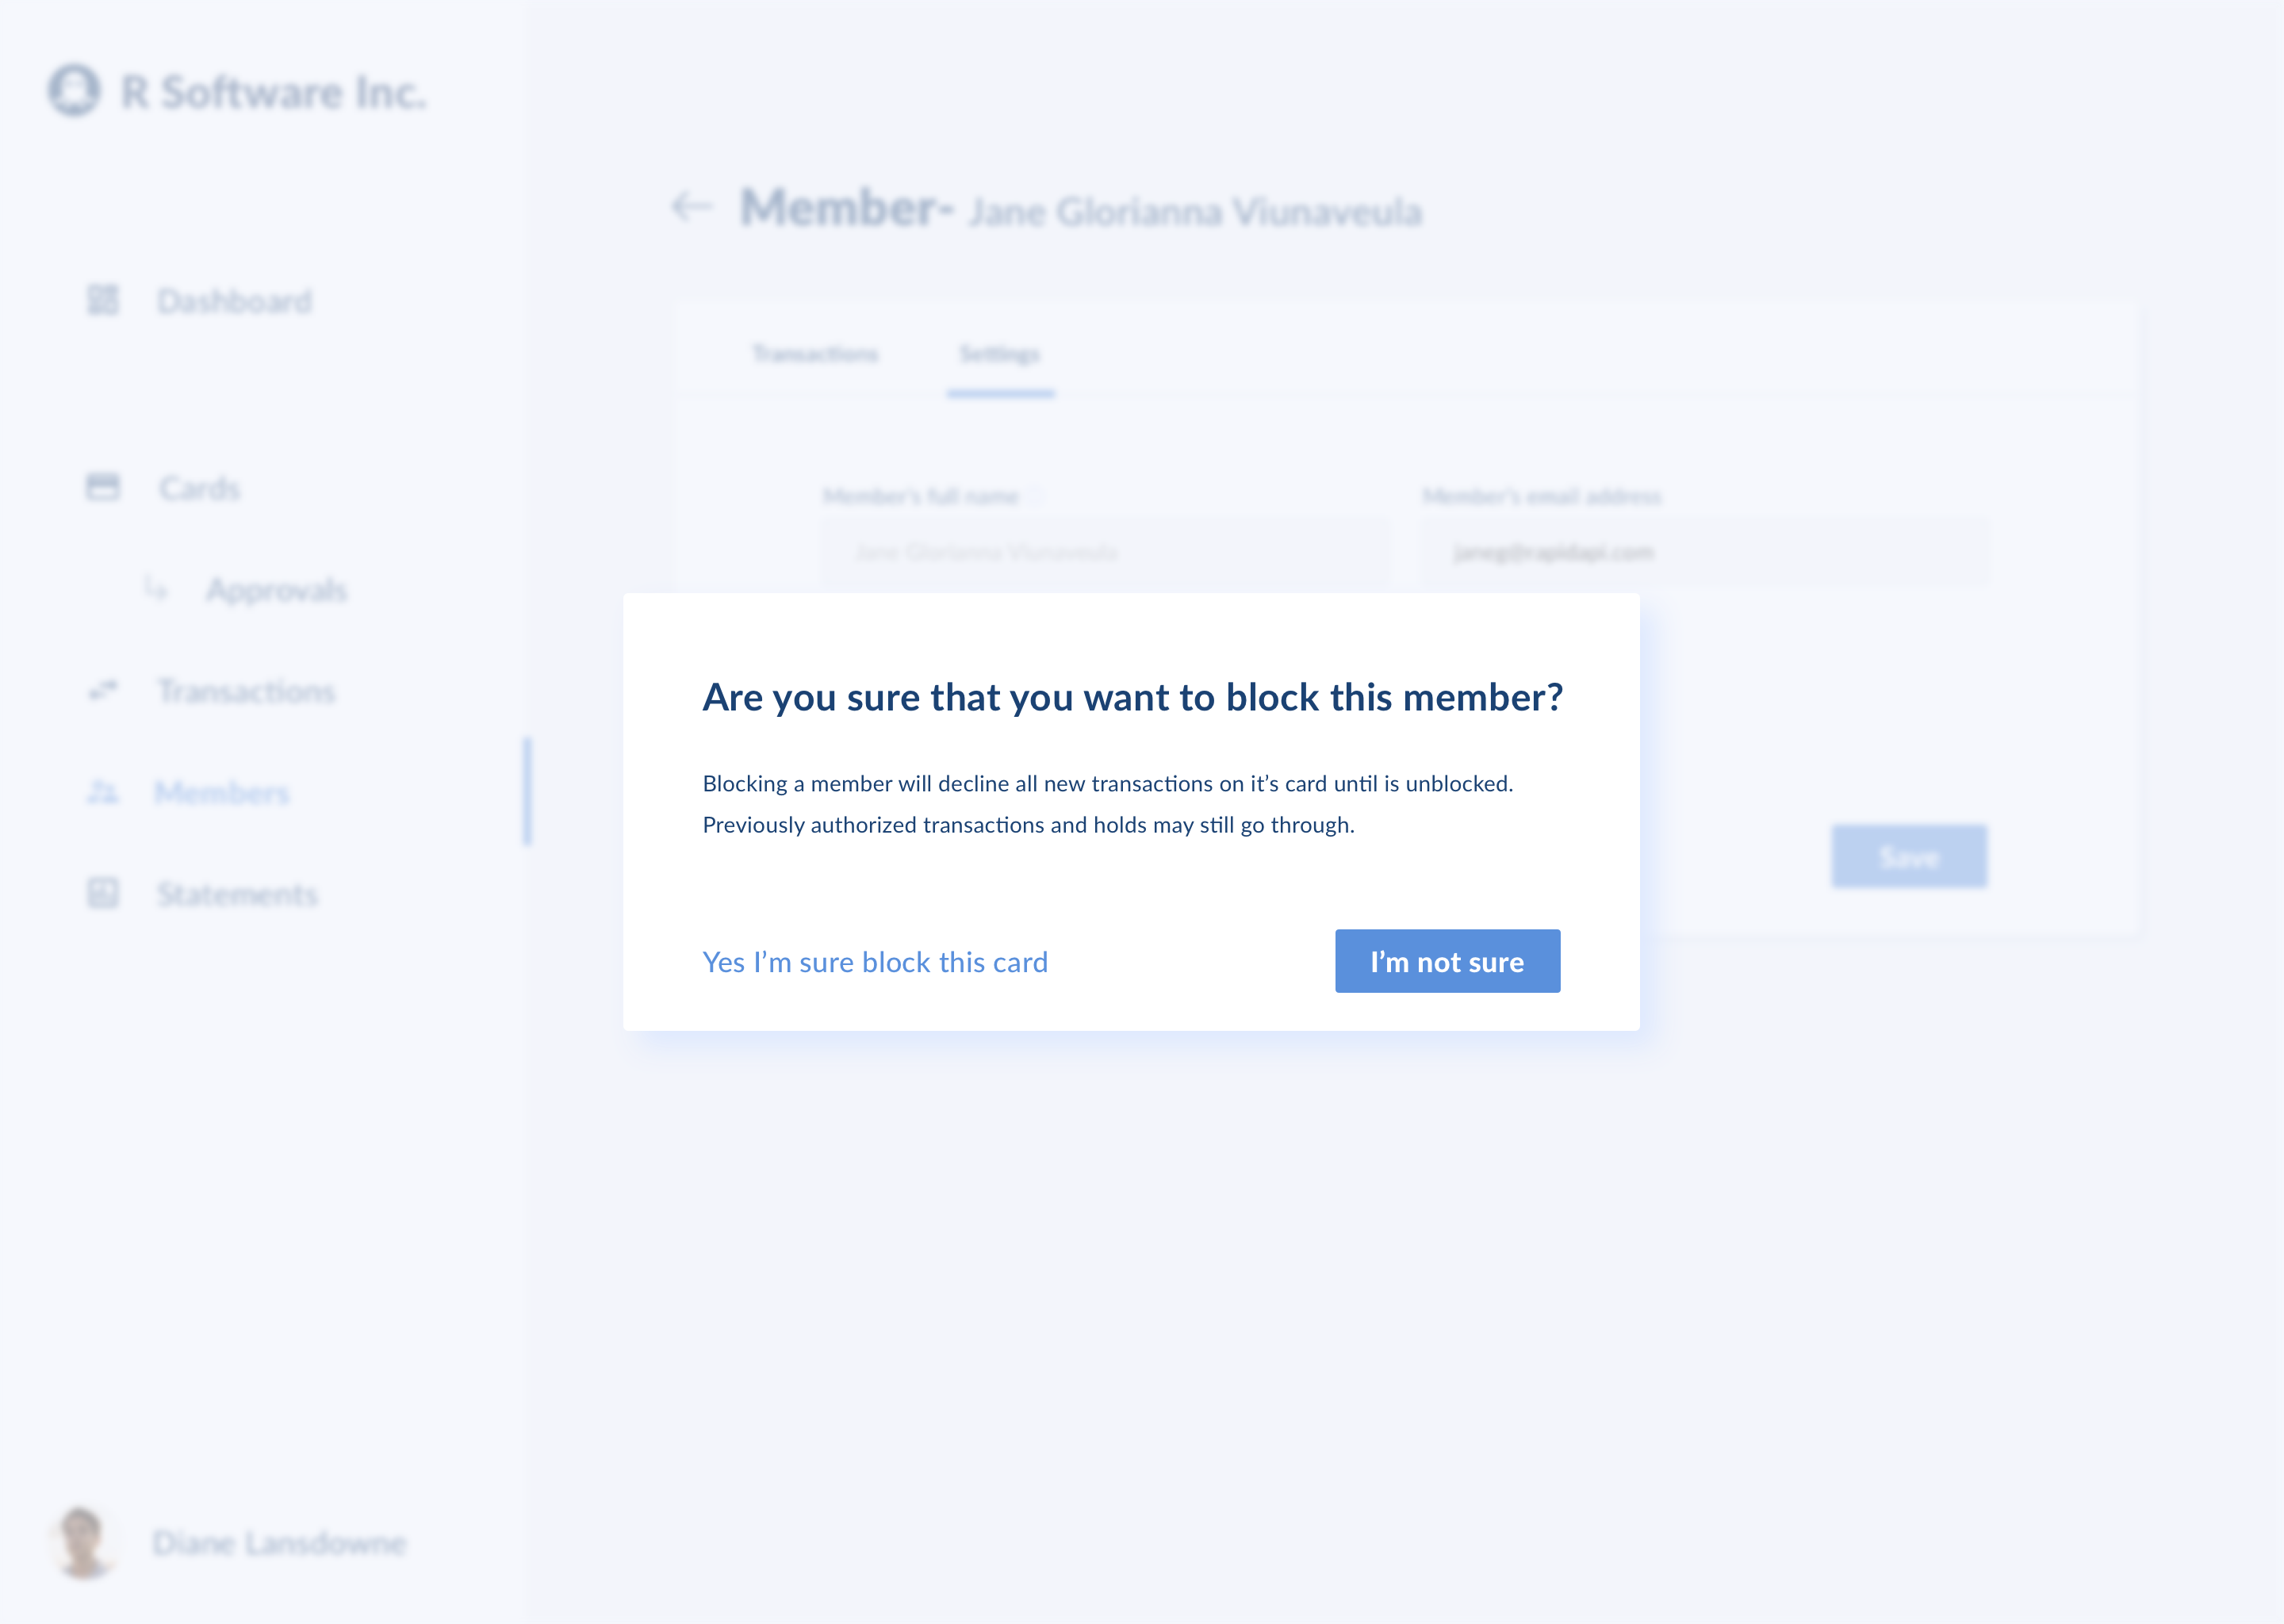 R Software Inc.
Member- Jane Glorianna Viunaveula
Dashboard
Transactions
Settings
Cards
Member's full name
Member's email address
Jane Glorianna Viunaveula
janeg@rapidapi.com
Approvals
Transactions
Are you sure that you want to block this member?
Members
Blocking a member will decline all new transactions on it’s card until is unblocked.
Previously authorized transactions and holds may still go through.
Save
Statements
Yes I’m sure block this card
I’m not sure
Diane Lansdowne